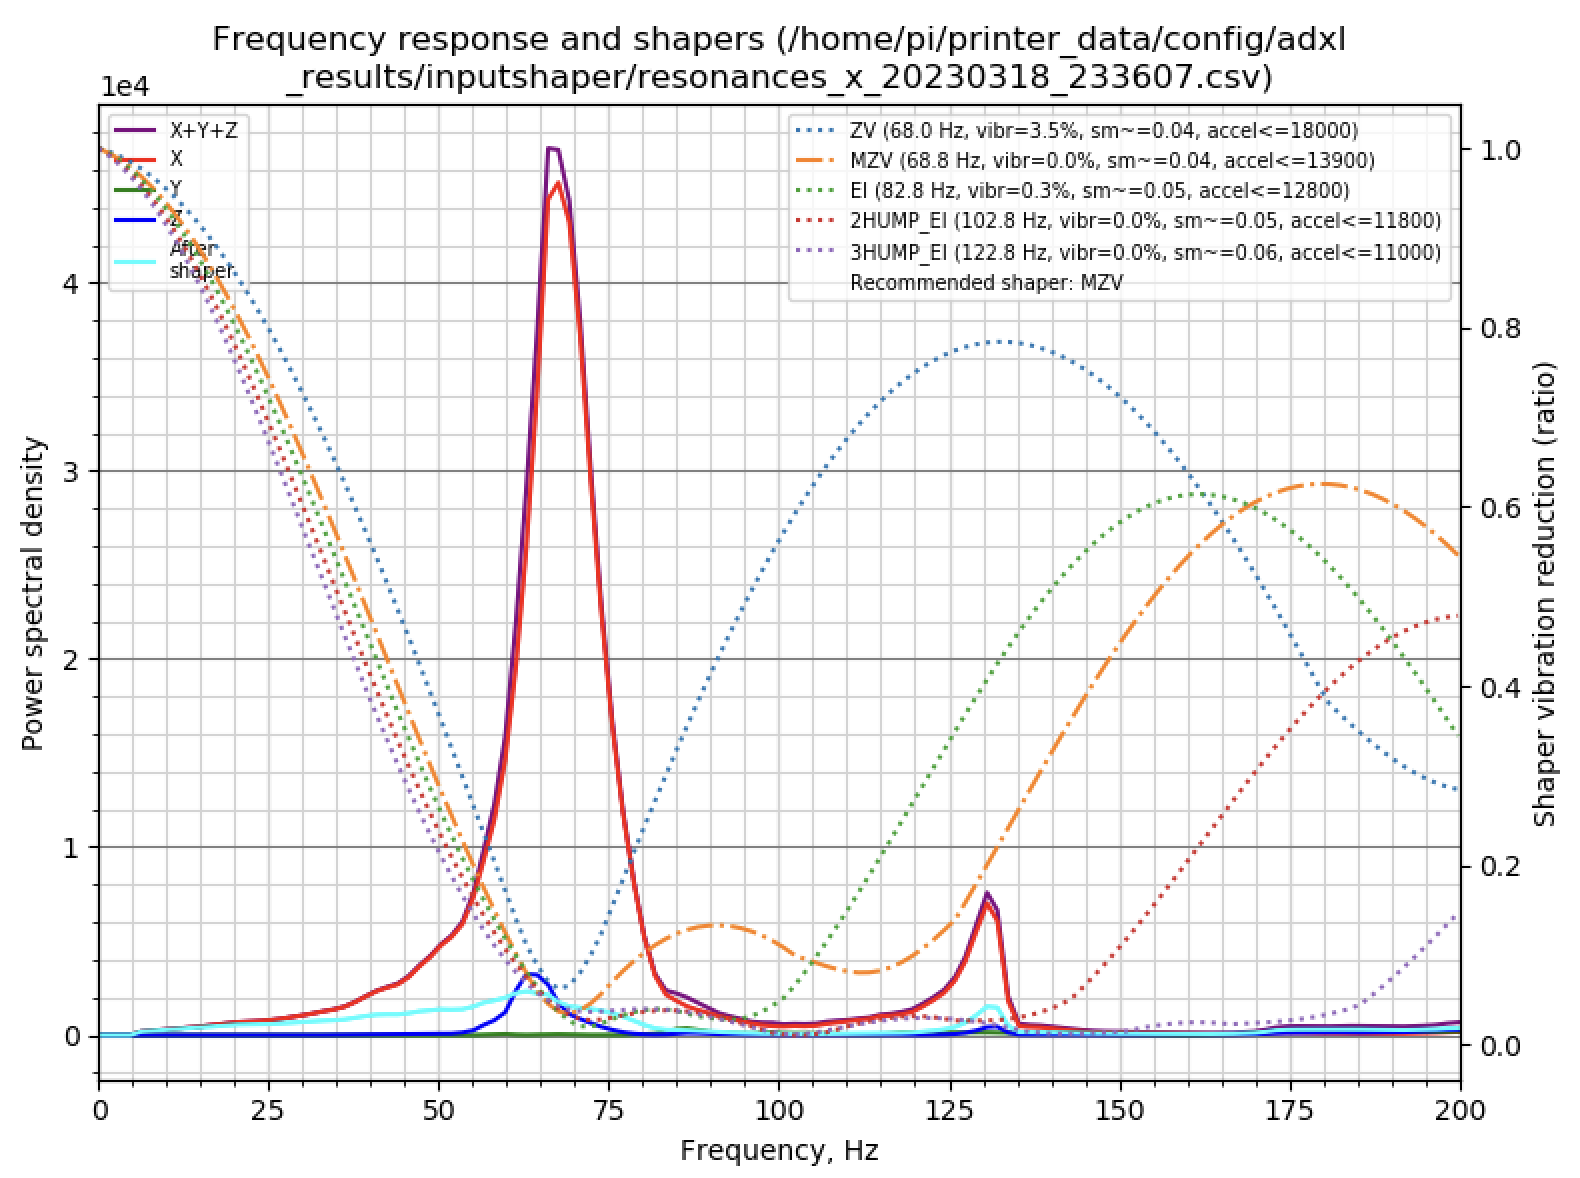 Frequency response and shapers (/home/pi/printer_data/config/adxl
_results/inputshaper/resonances_x_20230318_233607.csv)
1e4
X+Y+Z
X
Y
Z
After
shaper
ZV (68.0 Hz, vibr=3.5%, sm~=0.04, accel<=18000)
MZV (68.8 Hz, vibr=0.0%, sm~=0.04, accel<=13900)
EI (82.8 Hz, vibr=0.3%, sm~=0.05, accel<=12800)
2HUMP_EI (102.8 Hz, vibr=0.0%, sm~=0.05, accel<=11800)
3HUMP_EI (122.8 Hz, vibr=0.0%, sm~=0.06, accel<=11000)
Recommended shaper: MZV
4
3
2
1
0
Power spectral density
1.0
0.8
0.6
0.4
0.2
0.0
Shaper vibration reduction (ratio)
0 25 50 75 100 125 150 175 200
Frequency, Hz